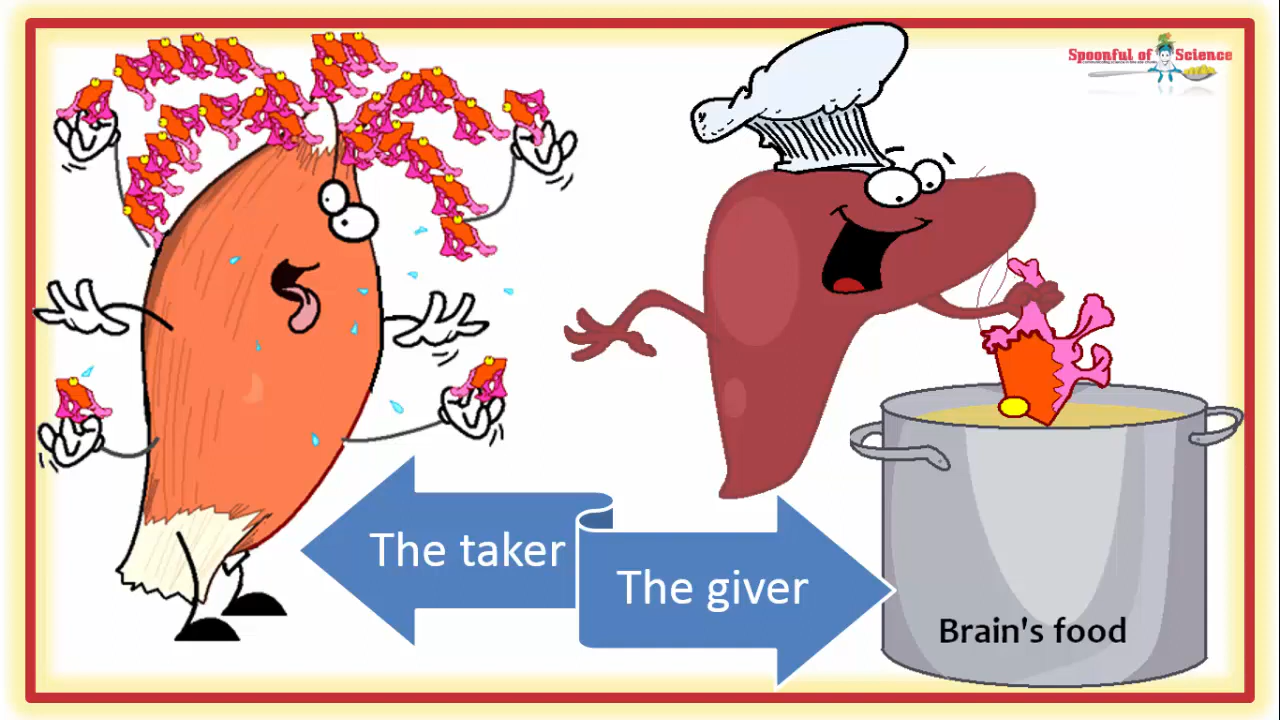 Spoonful of Science
The taker
The giver
Brain's food